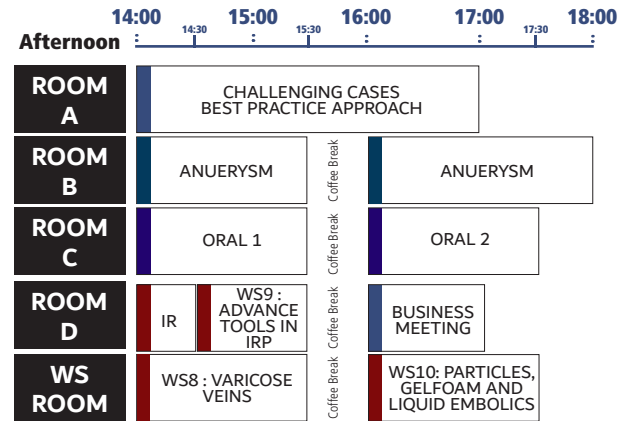 14:00 15:00 16:00 17:00 18:00
14:30 15:30 17:30
Afternoon
ROOM
A
CHALLENGING CASES
BEST PRACTICE APPROACH
ROOM
B
ANUERYSM
Coffee Break
ANUERYSM
ROOM
C
ORAL 1
Coffee Break
ORAL 2
ROOM
D
IR
WS9 :
ADVANCE
TOOLS IN
IRP
Coffee Break
BUSINESS
MEETING
WS
ROOM
WS8 : VARICOSE
VEINS
Coffee Break
WS10: PARTICLES,
GELFOAM AND
LIQUID EMBOLICS